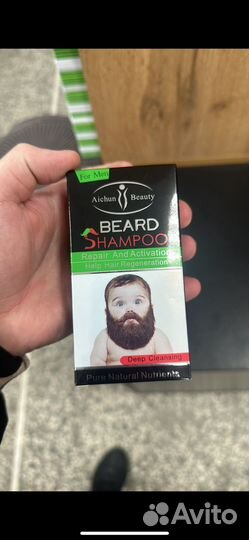 For Men
Aichun Beauty
BEARD
SHAMPOO
Repair And Activation
Help Hair Regeneration
Deep Cleansing
Pure Natural Nutrients
Avito